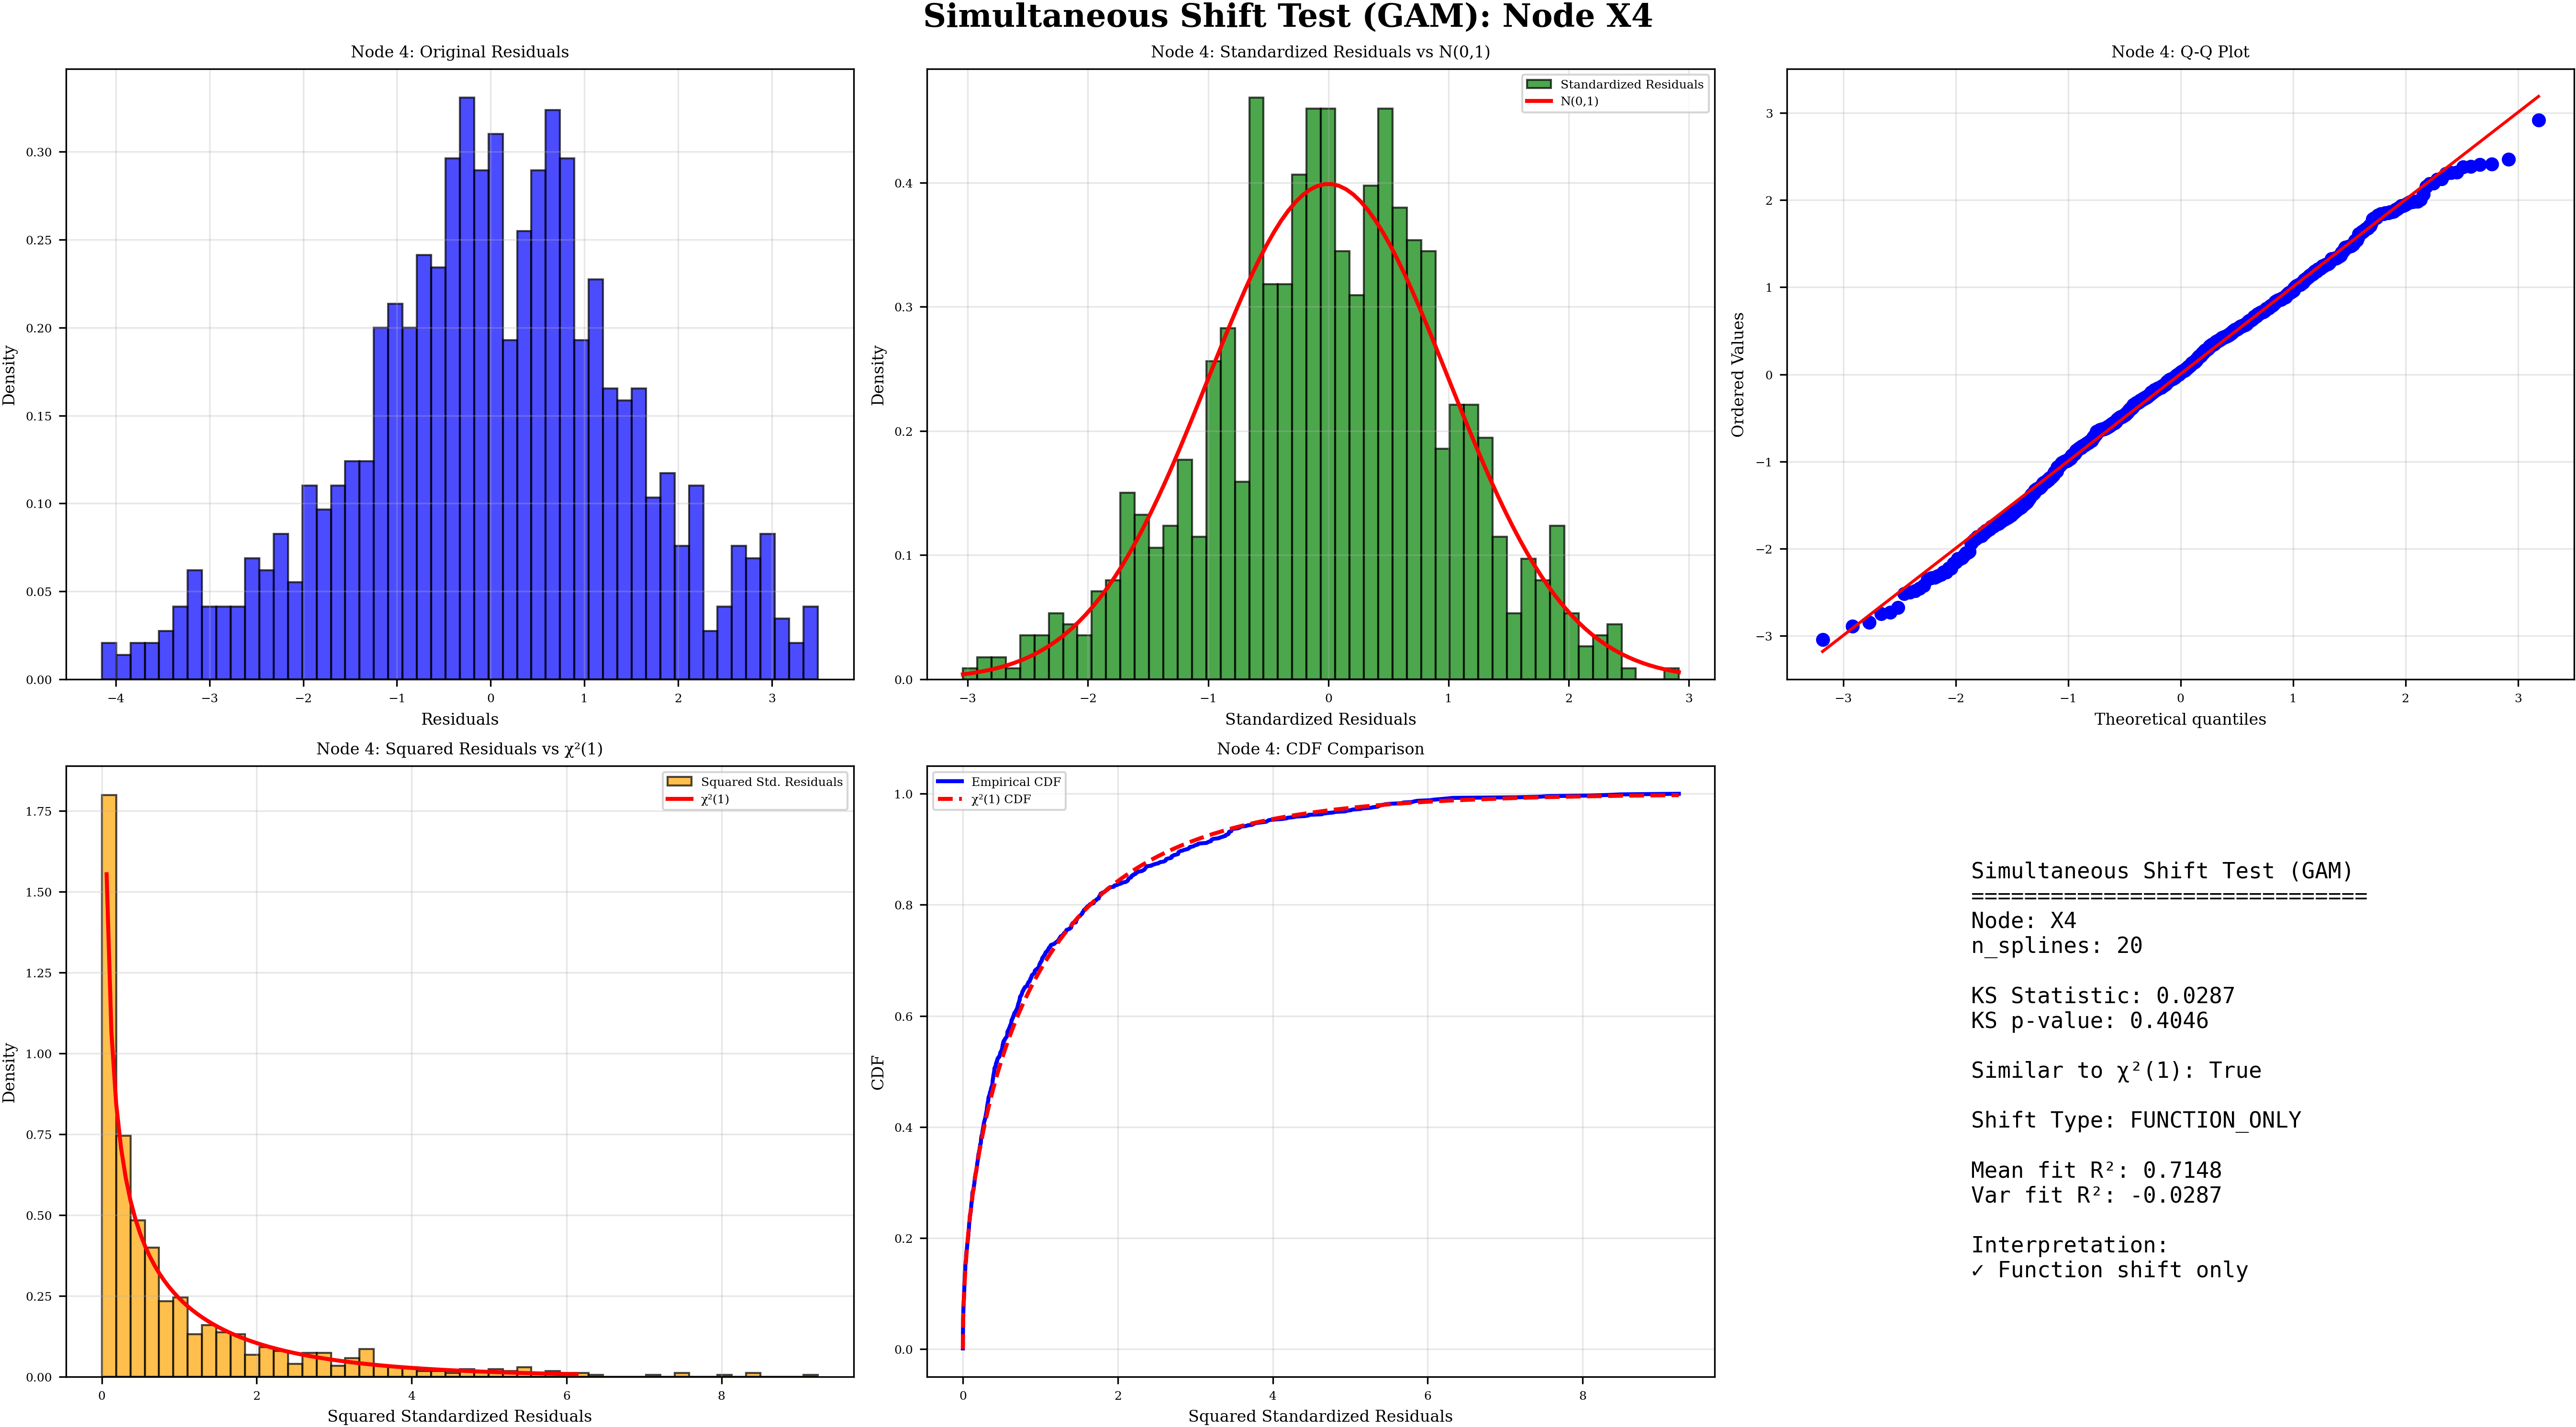 Simultaneous Shift Test (GAM): Node X4
Node 4: Original Residuals
Density
0.30
0.25
0.20
0.15
0.10
0.05
0.00
−4 −3 −2 −1 0 1 2 3
Residuals
Node 4: Standardized Residuals vs N(0,1)
Standardized Residuals
N(0,1)
Density
0.4
0.3
0.2
0.1
0.0
−3 −2 −1 0 1 2 3
Standardized Residuals
Node 4: Q-Q Plot
Ordered Values
3
2
1
0
−1
−2
−3
−3 −2 −1 0 1 2 3
Theoretical quantiles
Node 4: Squared Residuals vs χ²(1)
Squared Std. Residuals
χ²(1)
Density
1.75
1.50
1.25
1.00
0.75
0.50
0.25
0.00
0 2 4 6 8
Squared Standardized Residuals
Node 4: CDF Comparison
Empirical CDF
χ²(1) CDF
CDF
1.0
0.8
0.6
0.4
0.2
0.0
0 2 4 6 8
Squared Standardized Residuals
Simultaneous Shift Test (GAM)
==============================
Node: X4
n_splines: 20
KS Statistic: 0.0287
KS p-value: 0.4046
Similar to χ²(1): True
Shift Type: FUNCTION_ONLY
Mean fit R²: 0.7148
Var fit R²: -0.0287
Interpretation:
✓ Function shift only